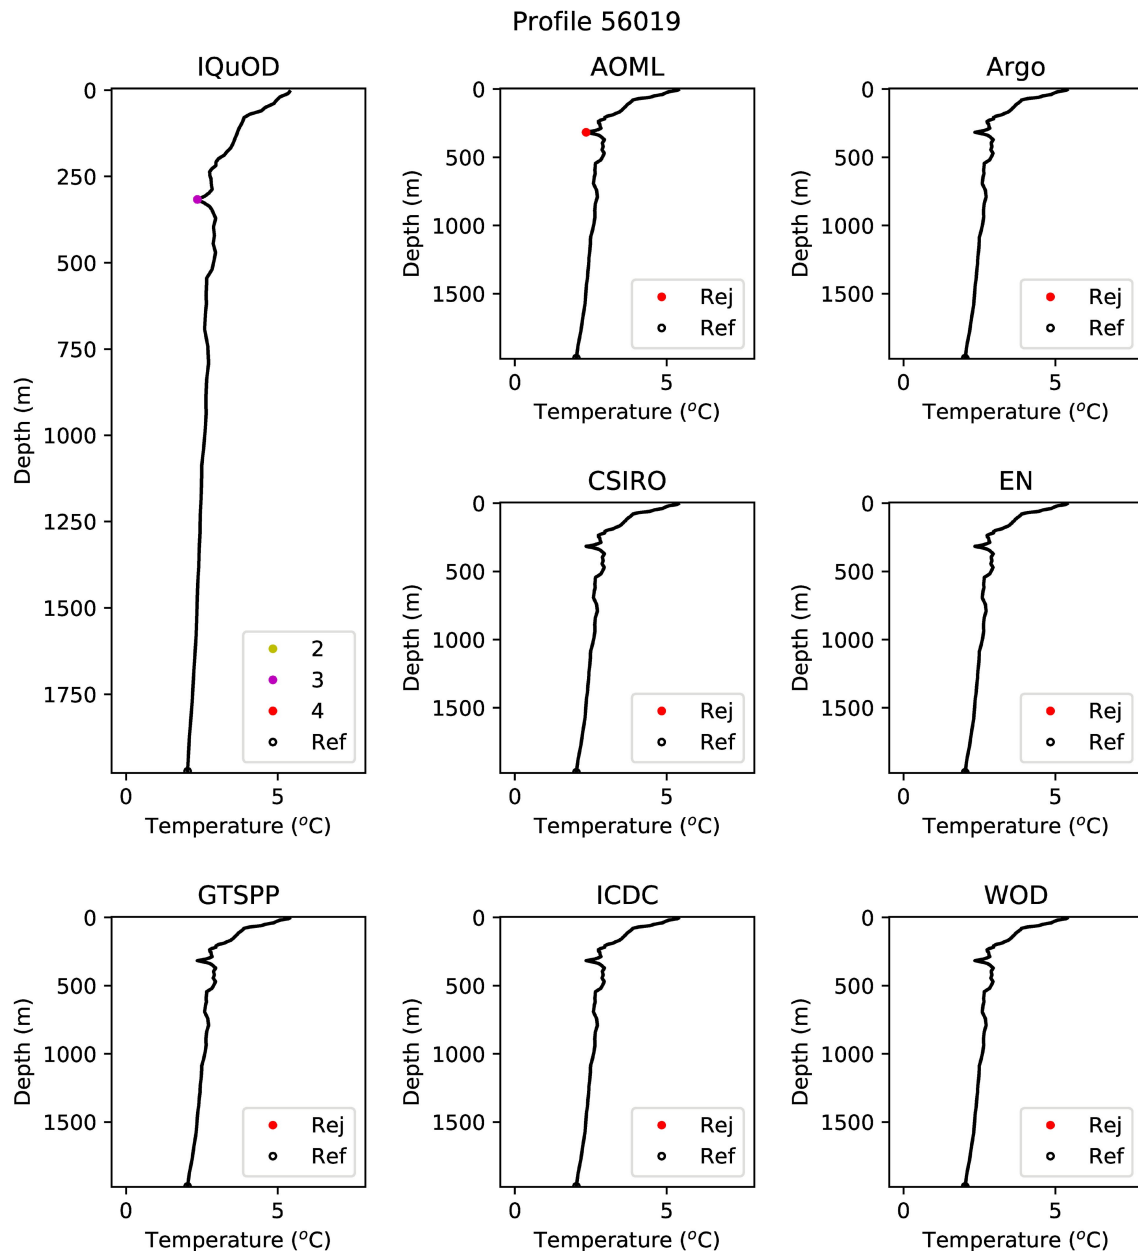 Profile 56019
IQuOD
0
250
500
750
1000
1250
1500
1750
Depth (m)
2
3
4
Ref
0 5
Temperature (°C)
AOML
0
500
1000
1500
Depth (m)
Rej
Ref
0 5
Temperature (°C)
Argo
0
500
1000
1500
Depth (m)
Rej
Ref
0 5
Temperature (°C)
CSIRO
0
500
1000
1500
Depth (m)
Rej
Ref
0 5
Temperature (°C)
EN
0
500
1000
1500
Depth (m)
Rej
Ref
0 5
Temperature (°C)
GTSPP
0
500
1000
1500
Depth (m)
Rej
Ref
0 5
Temperature (°C)
ICDC
0
500
1000
1500
Depth (m)
Rej
Ref
0 5
Temperature (°C)
WOD
0
500
1000
1500
Depth (m)
Rej
Ref
0 5
Temperature (°C)